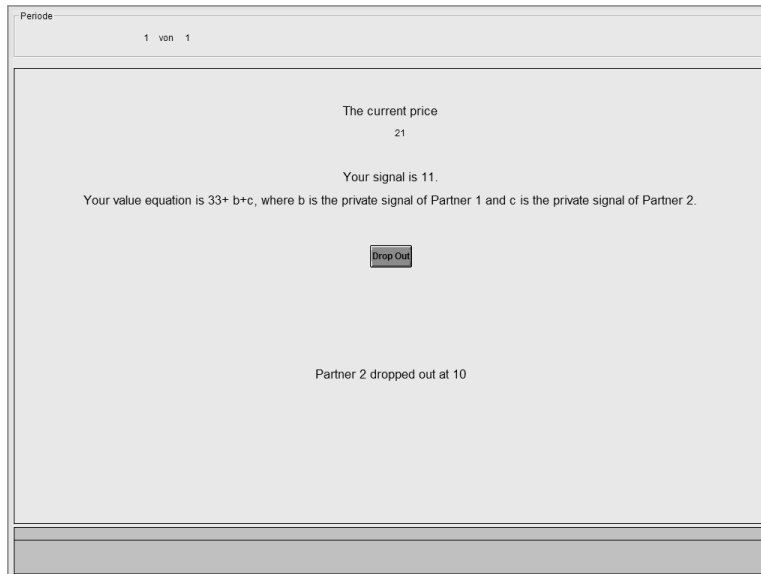 Periode
1 von 1
The current price
21
Your signal is 11.
Your value equation is 33+ b+c, where b is the private signal of Partner 1 and c is the private signal of Partner 2.
Drop Out
Partner 2 dropped out at 10